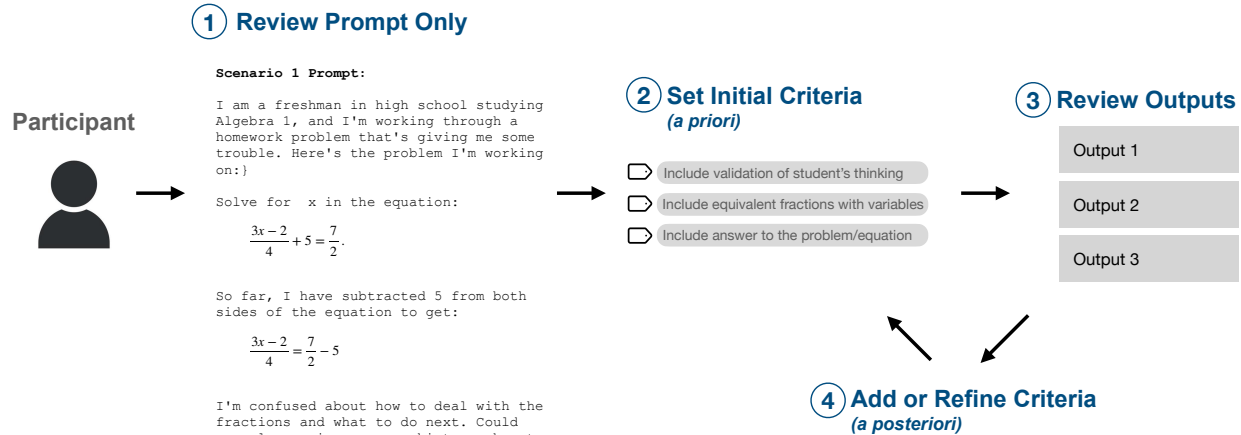 1 Review Prompt Only
Participant
Scenario 1 Prompt:
I am a freshman in high school studying
Algebra 1, and I'm working through a
homework problem that's giving me some
trouble. Here's the problem I'm working
on:}
Solve for x in the equation:
(3x − 2)/4 + 5 = 7/2.
So far, I have subtracted 5 from both
sides of the equation to get:
(3x − 2)/4 = 7/2 − 5
I'm confused about how to deal with the
fractions and what to do next. Could
2 Set Initial Criteria
(a priori)
Include validation of student's thinking
Include equivalent fractions with variables
Include answer to the problem/equation
3 Review Outputs
Output 1
Output 2
Output 3
4 Add or Refine Criteria
(a posteriori)